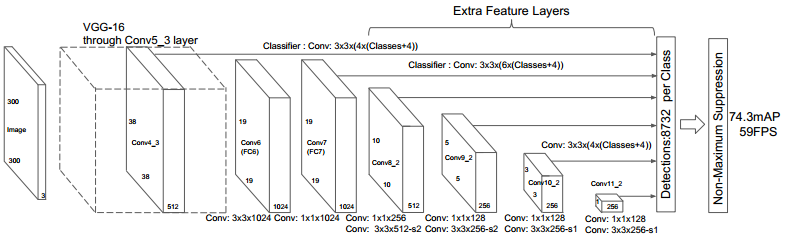 Extra Feature Layers
VGG-16
through Conv5_3 layer
Classifier : Conv: 3x3x(4x(Classes+4))
Classifier : Conv: 3x3x(6x(Classes+4))
Conv: 3x3x(4x(Classes+4))
300
Image
300
3
38
Conv4_3
38
512
19
Conv6
(FC6)
19
1024
19
Conv7
(FC7)
19
1024
10
Conv8_2
10
512
5
Conv9_2
5
256
3
Conv10_2
3
256
Conv11_2
1
256
Conv: 3x3x1024
Conv: 1x1x1024
Conv: 1x1x256
Conv: 3x3x512-s2
Conv: 1x1x128
Conv: 3x3x256-s2
Conv: 1x1x128
Conv: 3x3x256-s1
Conv: 1x1x128
Conv: 3x3x256-s1
Detections:8732 per Class
Non-Maximum Suppression
74.3mAP
59FPS